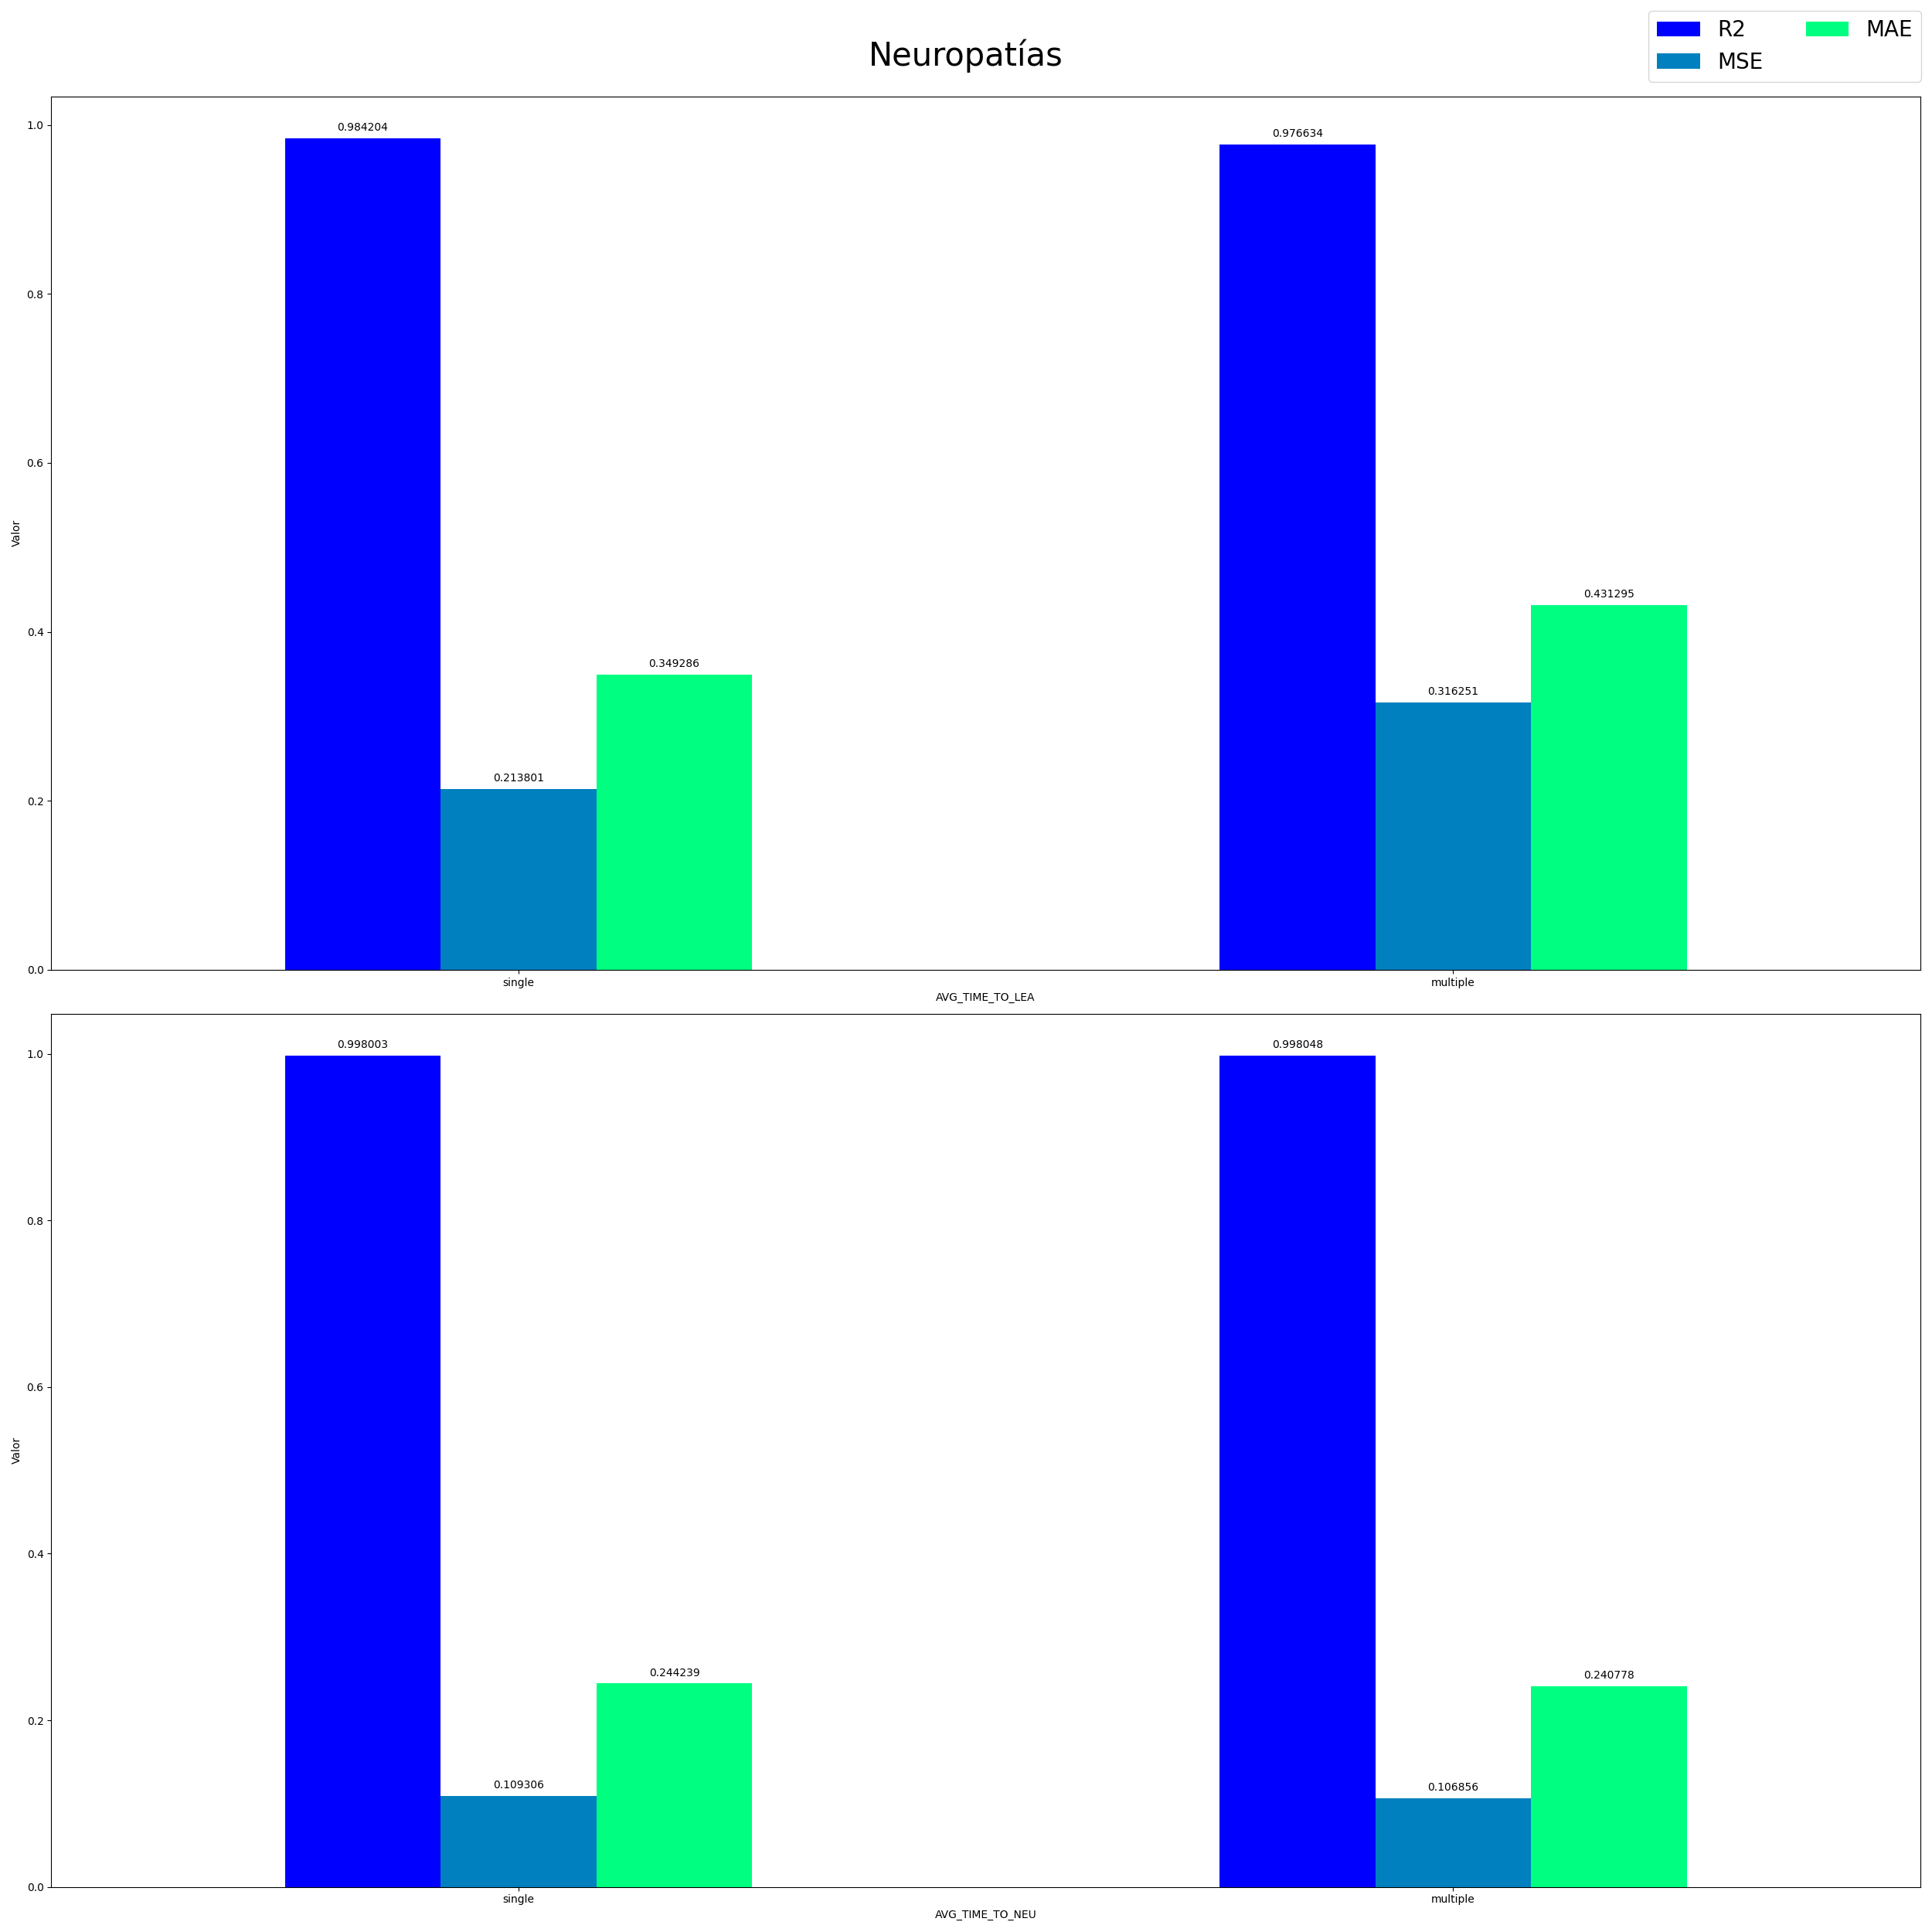 Neuropatías
R2
MSE
MAE
1.0
0.8
0.6
0.4
0.2
0.0
Valor
0.984204
0.213801
0.349286
0.976634
0.316251
0.431295
single
multiple
AVG_TIME_TO_LEA
1.0
0.8
0.6
0.4
0.2
0.0
Valor
0.998003
0.109306
0.244239
0.998048
0.106856
0.240778
single
multiple
AVG_TIME_TO_NEU